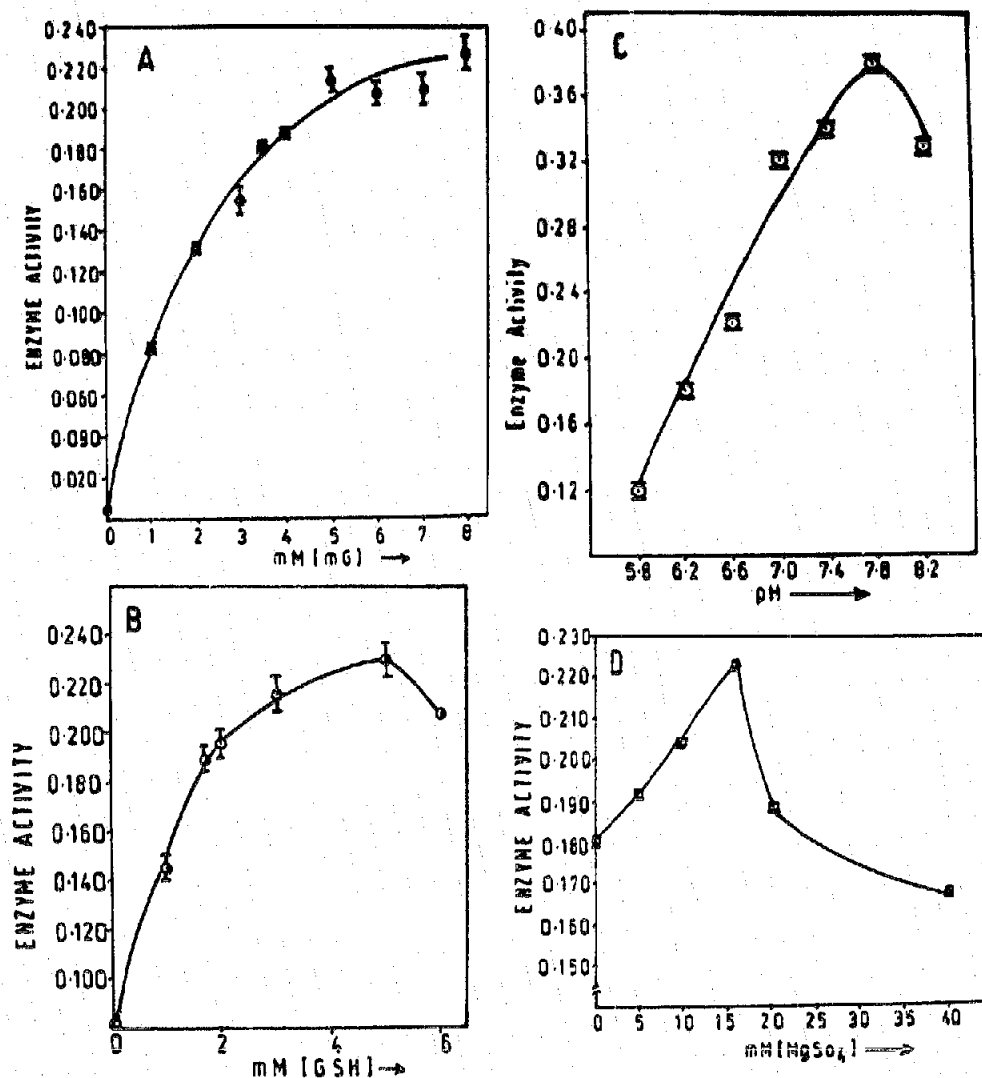 A
ENZYME ACTIVITY
0.240
0.220
0.200
0.180
0.160
0.140
0.120
0.100
0.080
0.060
0.090
0.020
1 2 3 4 5 6 7 8
mM [mG] →
C
Enzyme Activity
0.40
0.36
0.32
0.28
0.24
0.20
0.16
0.12
5.8 6.2 6.6 7.0 7.4 7.8 8.2
pH →
B
ENZYME ACTIVITY
0.240
0.220
0.200
0.180
0.160
0.140
0.120
0.100
0 2 4 6
mM [GSH] →
D
ENZYME ACTIVITY
0.230
0.220
0.210
0.200
0.190
0.180
0.170
0.160
0.150
0 5 10 15 20 25 30 35 40
mM[MgSo4] →